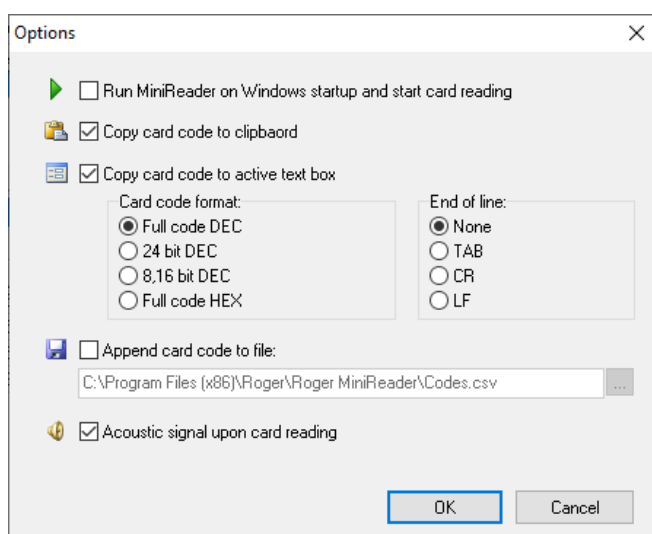 Options
Run MiniReader on Windows startup and start card reading
Copy card code to clipbaord
Copy card code to active text box
Card code format:
Full code DEC
24 bit DEC
8,16 bit DEC
Full code HEX
End of line:
None
TAB
CR
LF
Append card code to file:
C:\Program Files (x86)\Roger\Roger MiniReader\Codes.csv
...
Acoustic signal upon card reading
OK
Cancel